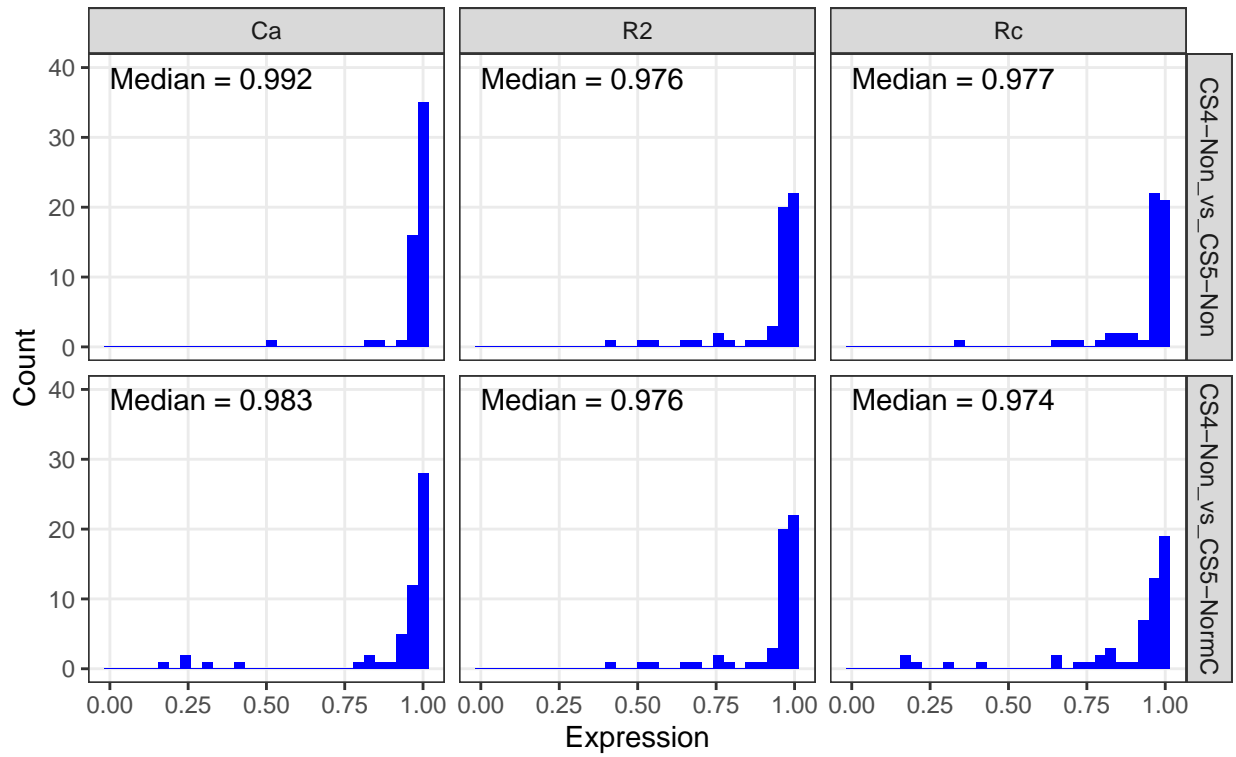 Ca
R2
Rc
40
30
20
10
0
Median = 0.992
Median = 0.976
Median = 0.977
CS4−Non_vs_CS5−Non
Count
40
30
20
10
0
Median = 0.983
Median = 0.976
Median = 0.974
CS4−Non_vs_CS5−NormC
0.00 0.25 0.50 0.75 1.00 0.00 0.25 0.50 0.75 1.00 0.00 0.25 0.50 0.75 1.00
Expression